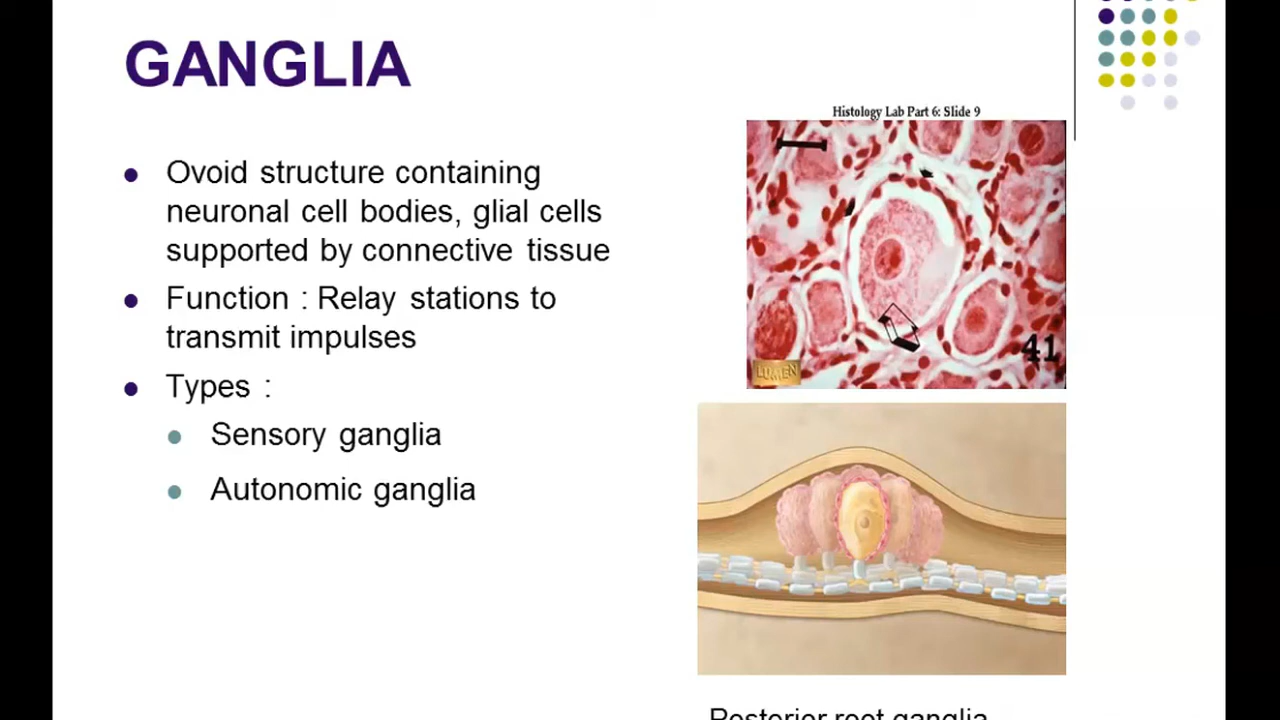 GANGLIA
Histology Lab Part 6: Slide 9
Ovoid structure containing
neuronal cell bodies, glial cells
supported by connective tissue
Function : Relay stations to
transmit impulses
Types :
Sensory ganglia
Autonomic ganglia
41
LUMEN
Posterior root ganglia